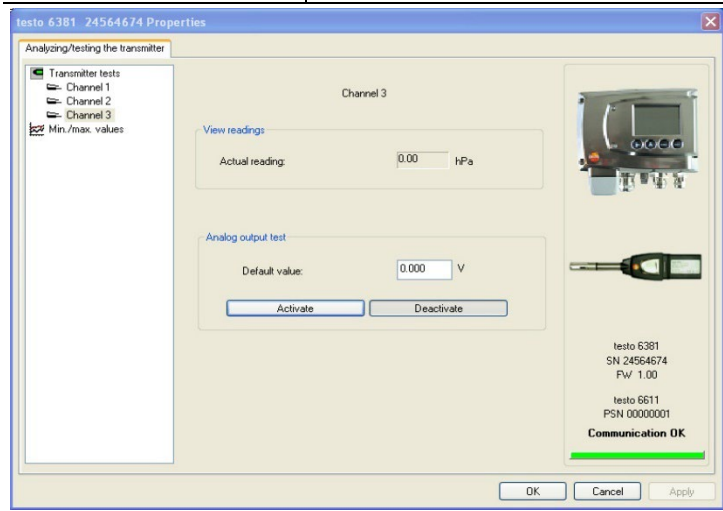 testo 6381 24564674 Properties
Analyzing/testing the transmitter
Transmitter tests
Channel 1
Channel 2
Channel 3
Min./max. values
Channel 3
View readings
Actual reading: 0.00 hPa
Analog output test
Default value: 0.000 V
Activate Deactivate
testo 6381
SN 24564674
FW 1.00
testo 6611
PSN 00000001
Communication OK
OK Cancel Apply